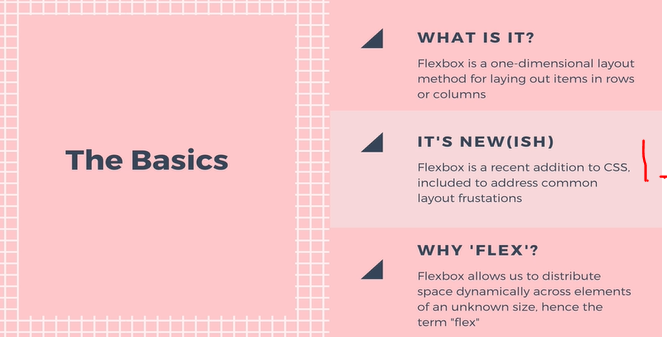 The Basics
WHAT IS IT?
Flexbox is a one-dimensional layout
method for laying out items in rows
or columns
IT'S NEW(ISH)
Flexbox is a recent addition to CSS,
included to address common
layout frustations
WHY 'FLEX'?
Flexbox allows us to distribute
space dynamically across elements
of an unknown size, hence the
term "flex"